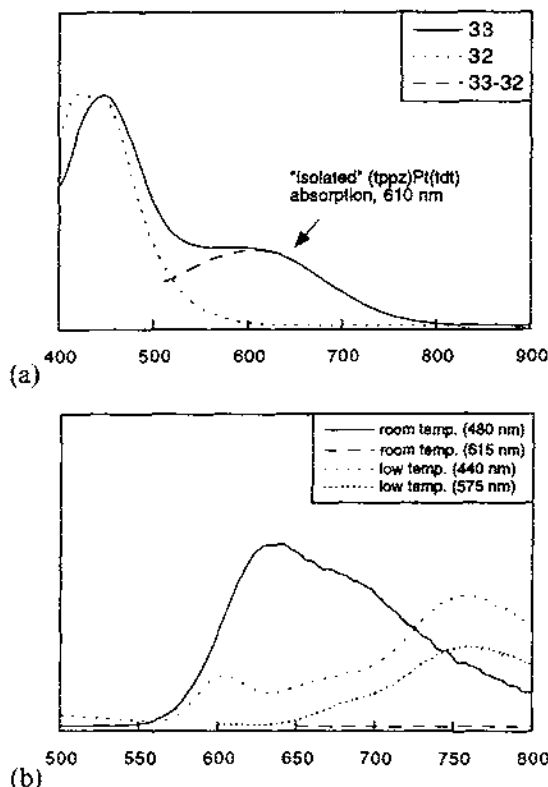 33
32
33-32
"isolated" (tppz)Pt(tdt)
absorption, 610 nm
400 500 600 700 800 900
(a)
room temp. (480 nm)
room temp. (615 nm)
low temp. (440 nm)
low temp. (575 nm)
500 550 600 650 700 750 800
(b)